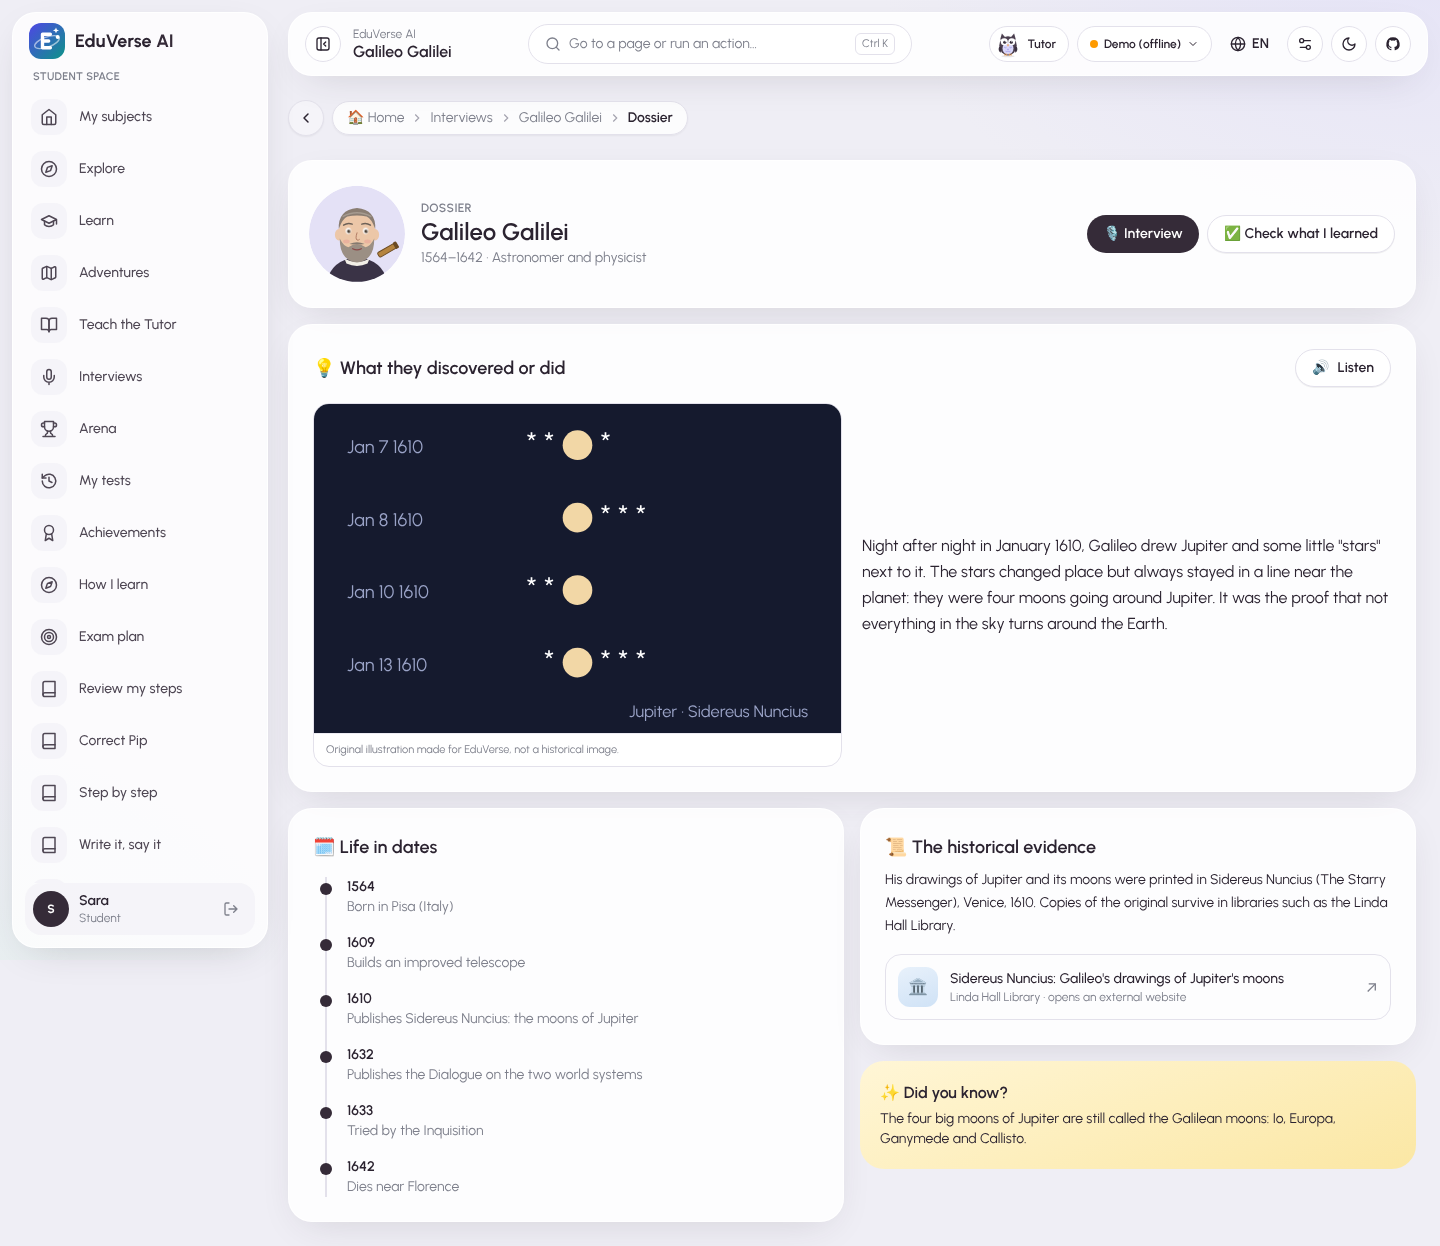 EduVerse AI
STUDENT SPACE
My subjects
Explore
Learn
Adventures
Teach the Tutor
Interviews
Arena
My tests
Achievements
How I learn
Exam plan
Review my steps
Correct Pip
Step by step
Write it, say it
S
Sara
Student
EduVerse AI
Galileo Galilei
Go to a page or run an action...
Ctrl K
Tutor
Demo (offline)
EN
Home > Interviews > Galileo Galilei > Dossier
DOSSIER
Galileo Galilei
1564–1642 · Astronomer and physicist
Interview
Check what I learned
What they discovered or did
Listen
Jan 7 1610 * * *
Jan 8 1610 * * *
Jan 10 1610 * *
Jan 13 1610 * * * *
Jupiter · Sidereus Nuncius
Original illustration made for EduVerse, not a historical image.
Night after night in January 1610, Galileo drew Jupiter and some little "stars"
next to it. The stars changed place but always stayed in a line near the
planet: they were four moons going around Jupiter. It was the proof that not
everything in the sky turns around the Earth.
Life in dates
1564
Born in Pisa (Italy)
1609
Builds an improved telescope
1610
Publishes Sidereus Nuncius: the moons of Jupiter
1632
Publishes the Dialogue on the two world systems
1633
Tried by the Inquisition
1642
Dies near Florence
The historical evidence
His drawings of Jupiter and its moons were printed in Sidereus Nuncius (The Starry
Messenger), Venice, 1610. Copies of the original survive in libraries such as the Linda
Hall Library.
Sidereus Nuncius: Galileo's drawings of Jupiter's moons
Linda Hall Library · opens an external website
Did you know?
The four big moons of Jupiter are still called the Galilean moons: Io, Europa,
Ganymede and Callisto.